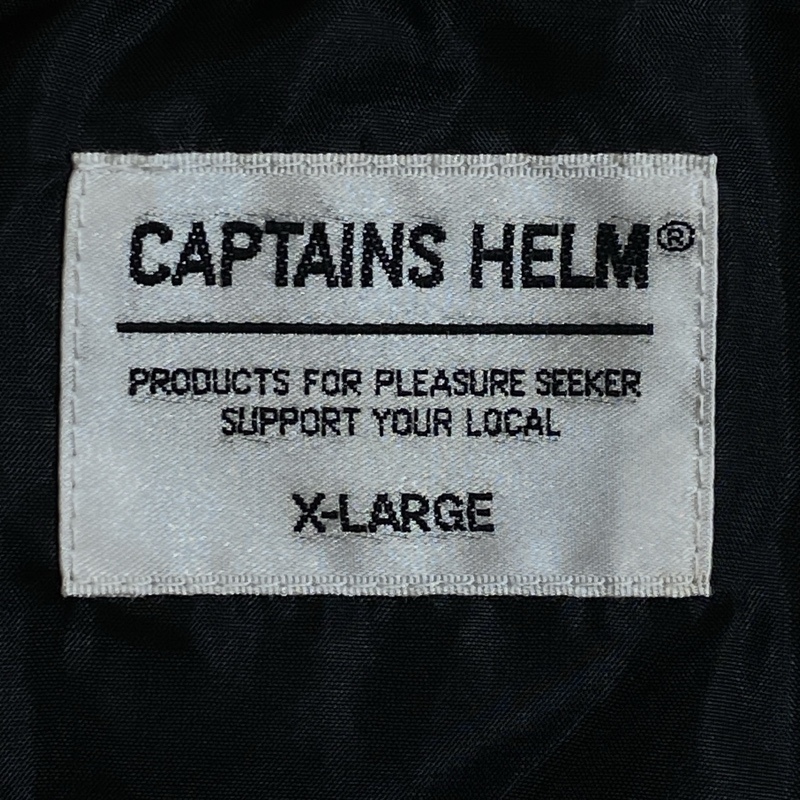 CAPTAINS HELM®
PRODUCTS FOR PLEASURE SEEKER
SUPPORT YOUR LOCAL
X-LARGE